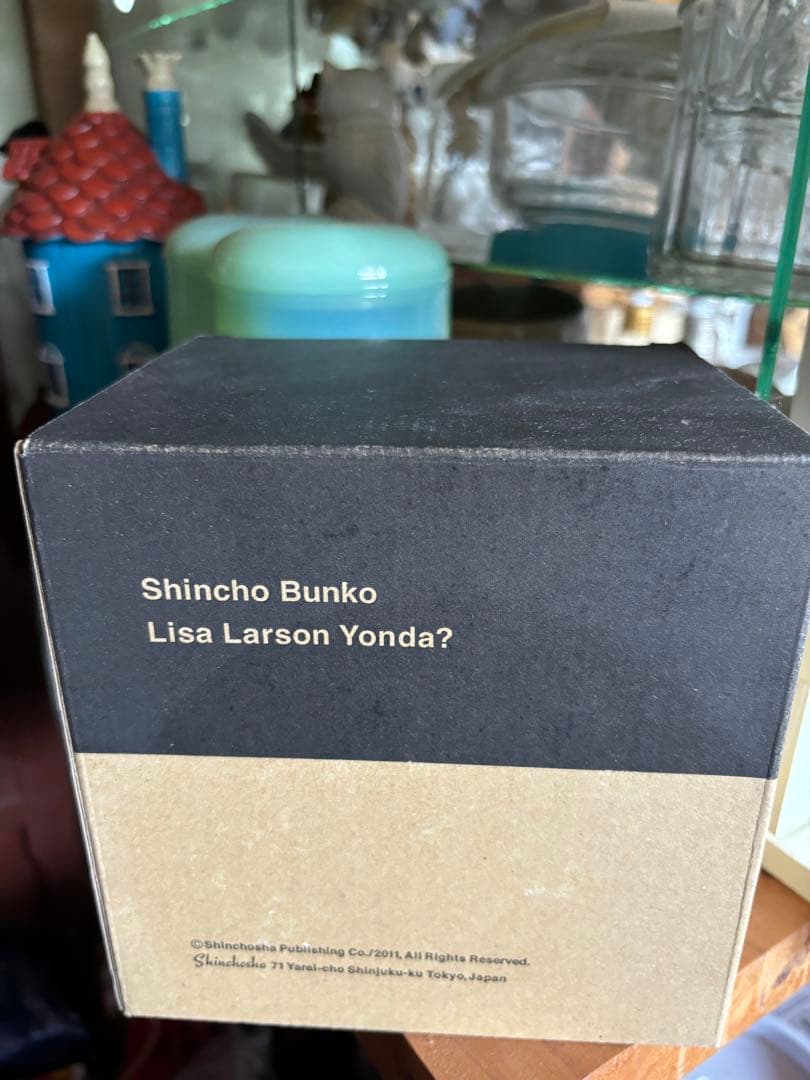 Shincho Bunko
Lisa Larson Yonda?
©Shinchosha Publishing Co./2011, All Rights Reserved.
Shinchosha 71 Yarai-cho Shinjuku-ku Tokyo, Japan